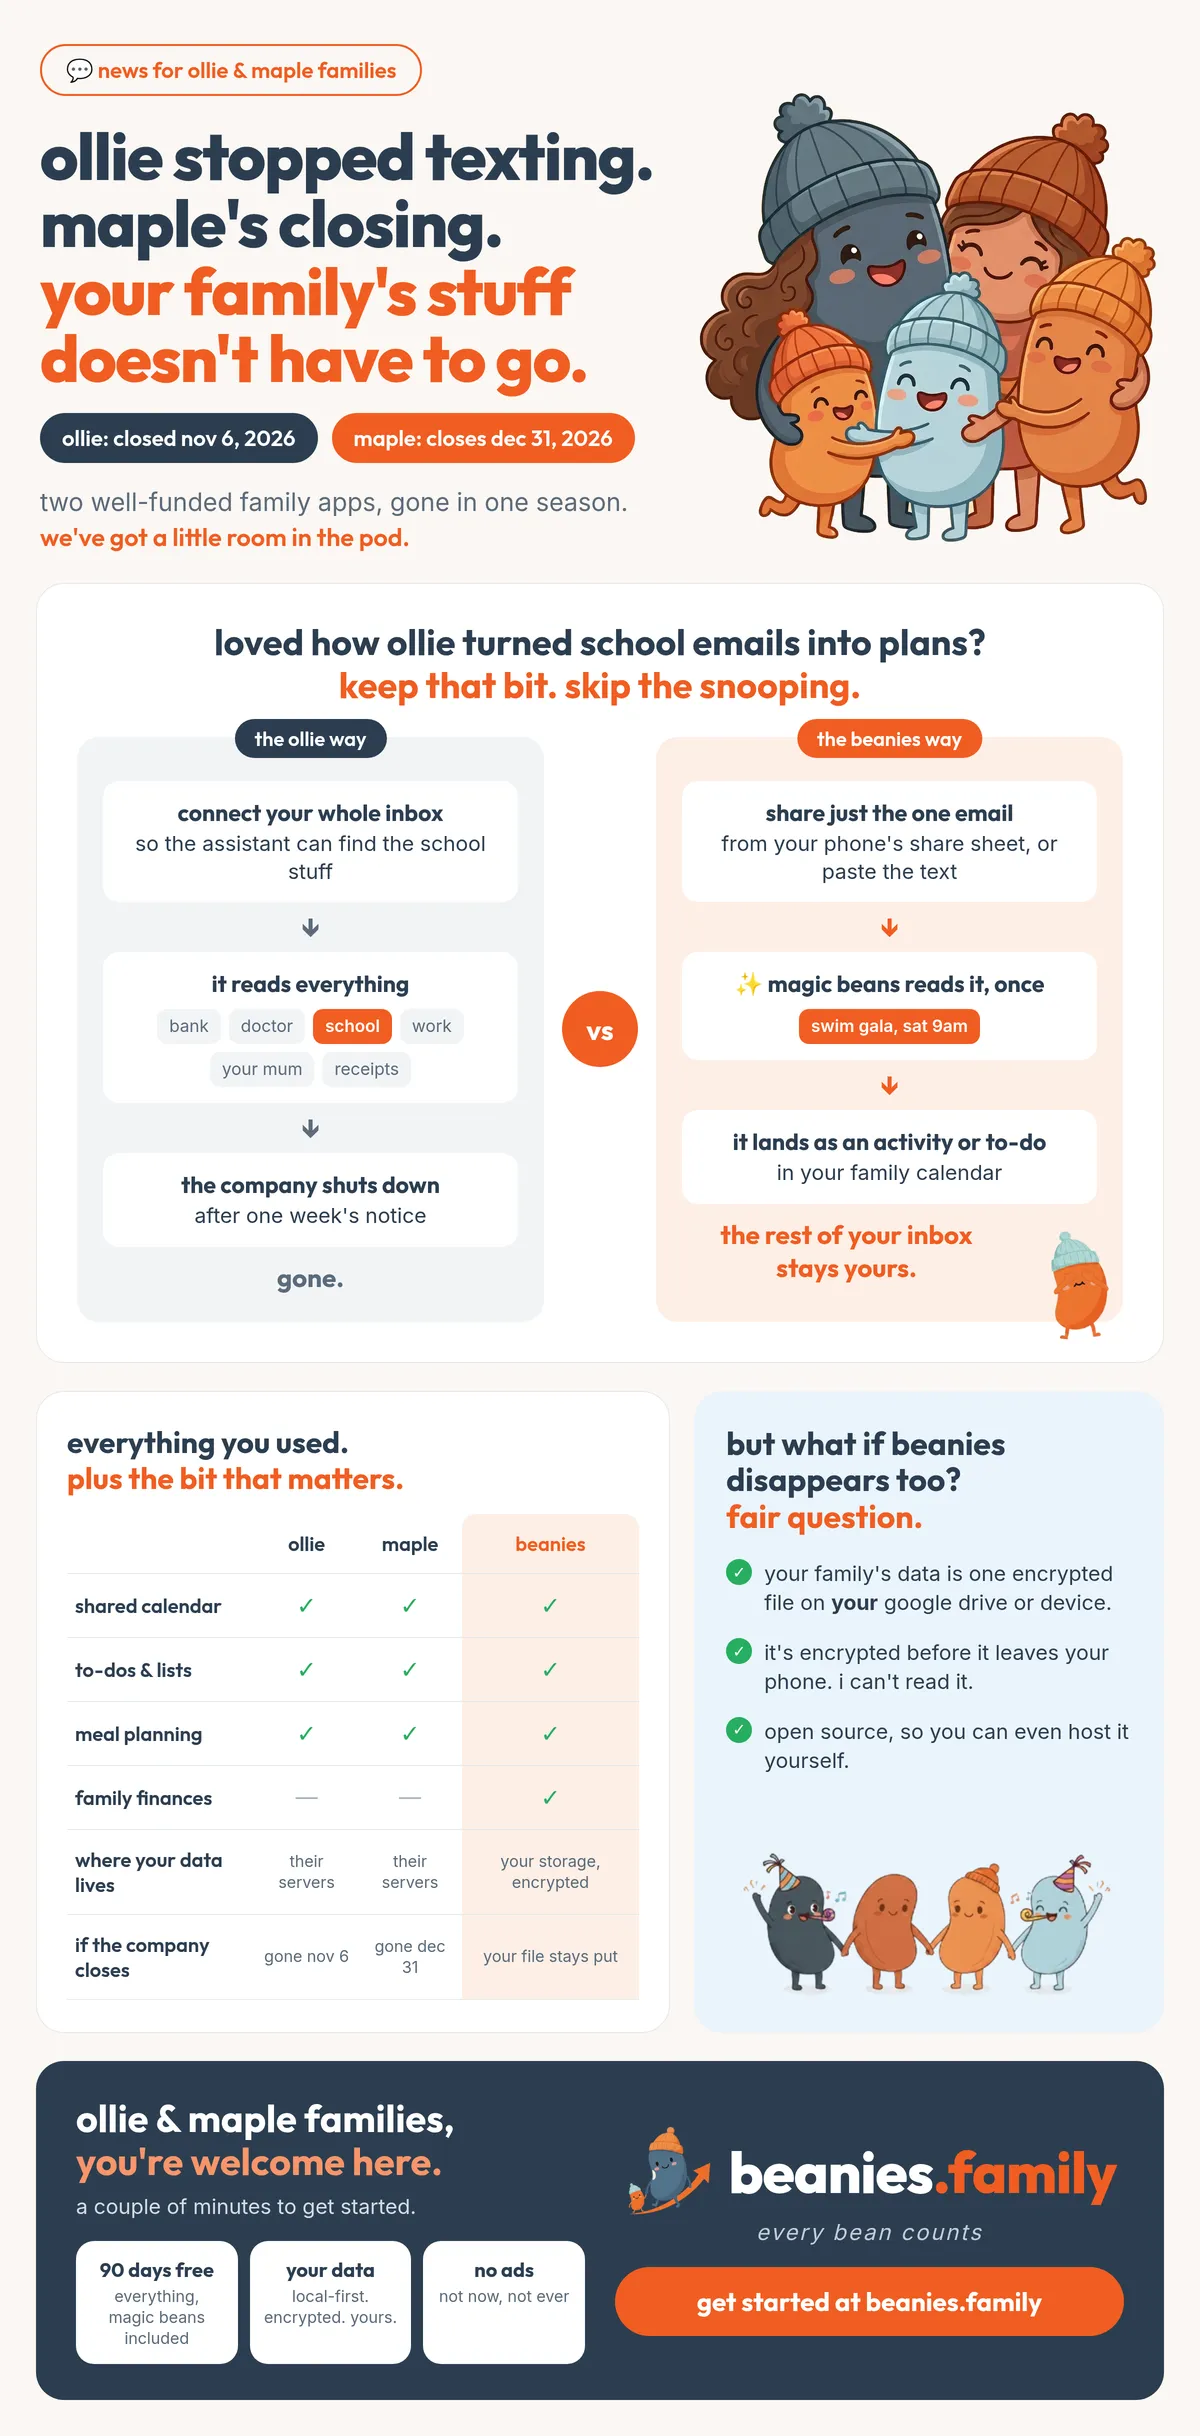 💬 news for ollie & maple families
ollie stopped texting.
maple's closing.
your family's stuff
doesn't have to go.
ollie: closed nov 6, 2026
maple: closes dec 31, 2026
two well-funded family apps, gone in one season.
we've got a little room in the pod.
loved how ollie turned school emails into plans?
keep that bit. skip the snooping.
the ollie way
connect your whole inbox
so the assistant can find the school
stuff
↓
it reads everything
bank doctor school work
your mum receipts
↓
the company shuts down
after one week's notice
gone.
vs
the beanies way
share just the one email
from your phone's share sheet, or
paste the text
↓
✨ magic beans reads it, once
swim gala, sat 9am
↓
it lands as an activity or to-do
in your family calendar
the rest of your inbox
stays yours.
everything you used.
plus the bit that matters.
ollie maple beanies
shared calendar ✓ ✓ ✓
to-dos & lists ✓ ✓ ✓
meal planning ✓ ✓ ✓
family finances — — ✓
where your data
lives
their
servers
their
servers
your storage,
encrypted
if the company
closes
gone nov 6
gone dec
31
your file stays put
but what if beanies
disappears too?
fair question.
✓ your family's data is one encrypted
file on your google drive or device.
✓ it's encrypted before it leaves your
phone. i can't read it.
✓ open source, so you can even host it
yourself.
ollie & maple families,
you're welcome here.
a couple of minutes to get started.
90 days free
everything,
magic beans
included
your data
local-first.
encrypted. yours.
no ads
not now, not ever
beanies.family
every bean counts
get started at beanies.family